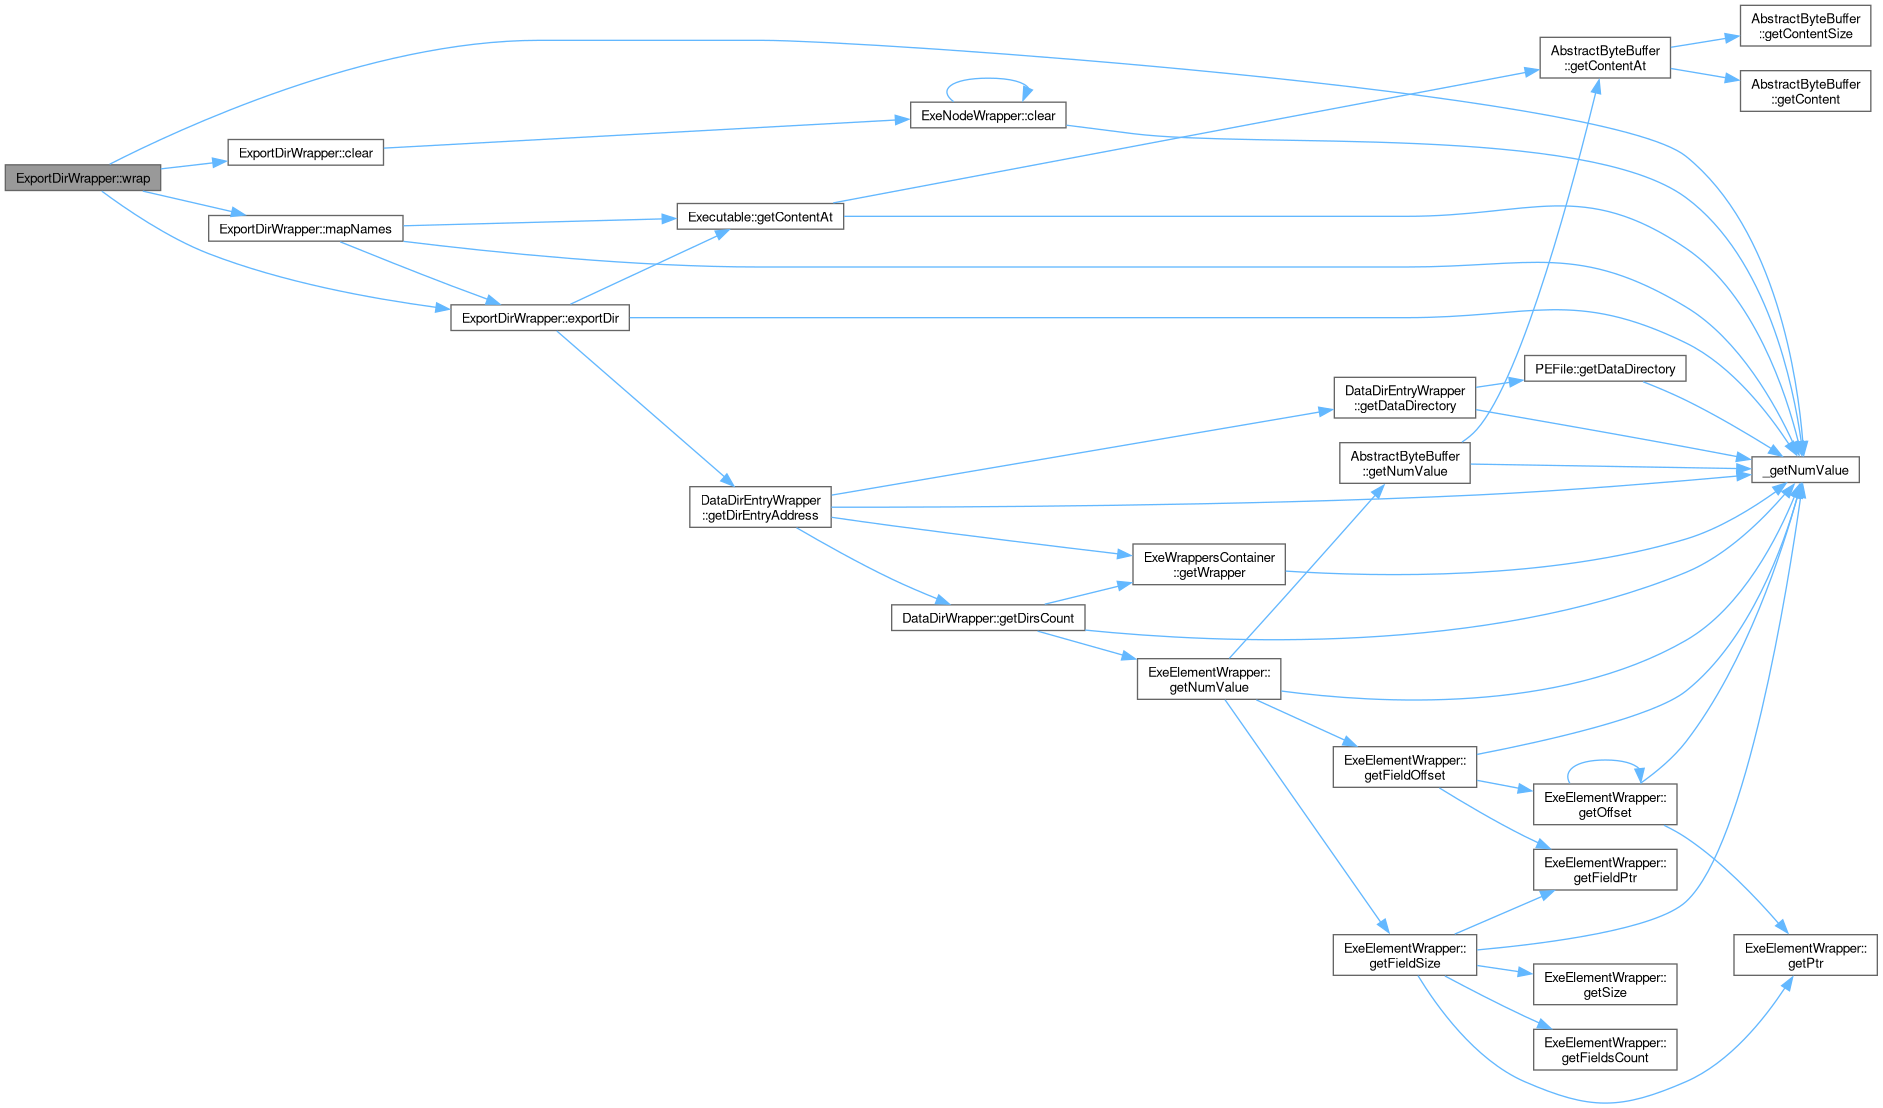 AbstractByteBuffer
::getContentSize
AbstractByteBuffer
::getContentAt
AbstractByteBuffer
::getContent
ExeNodeWrapper::clear
ExportDirWrapper::clear
ExportDirWrapper::wrap
Executable::getContentAt
ExportDirWrapper::mapNames
ExportDirWrapper::exportDir
PEFile::getDataDirectory
DataDirEntryWrapper
::getDataDirectory
AbstractByteBuffer
::getNumValue
_getNumValue
DataDirEntryWrapper
::getDirEntryAddress
ExeWrappersContainer
::getWrapper
DataDirWrapper::getDirsCount
ExeElementWrapper::
getNumValue
ExeElementWrapper::
getFieldOffset
ExeElementWrapper::
getOffset
ExeElementWrapper::
getFieldPtr
ExeElementWrapper::
getFieldSize
ExeElementWrapper::
getPtr
ExeElementWrapper::
getSize
ExeElementWrapper::
getFieldsCount